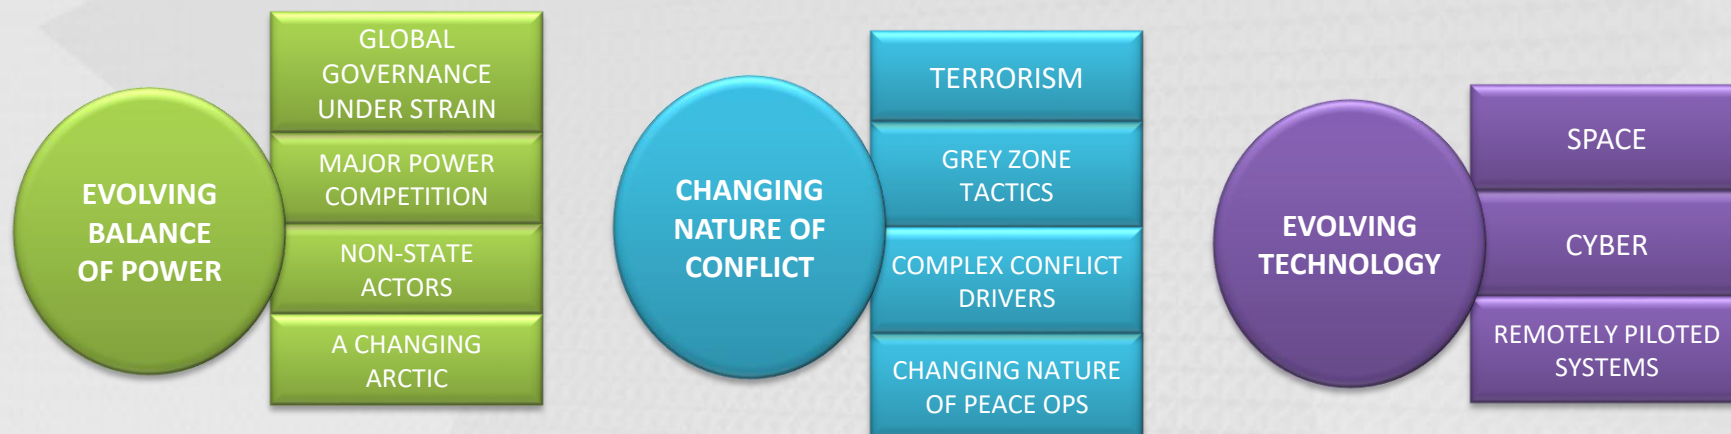 EVOLVING
BALANCE
OF POWER
GLOBAL
GOVERNANCE
UNDER STRAIN
MAJOR POWER
COMPETITION
NON-STATE
ACTORS
A CHANGING
ARCTIC
CHANGING
NATURE OF
CONFLICT
TERRORISM
GREY ZONE
TACTICS
COMPLEX CONFLICT
DRIVERS
CHANGING NATURE
OF PEACE OPS
EVOLVING
TECHNOLOGY
SPACE
CYBER
REMOTELY PILOTED
SYSTEMS